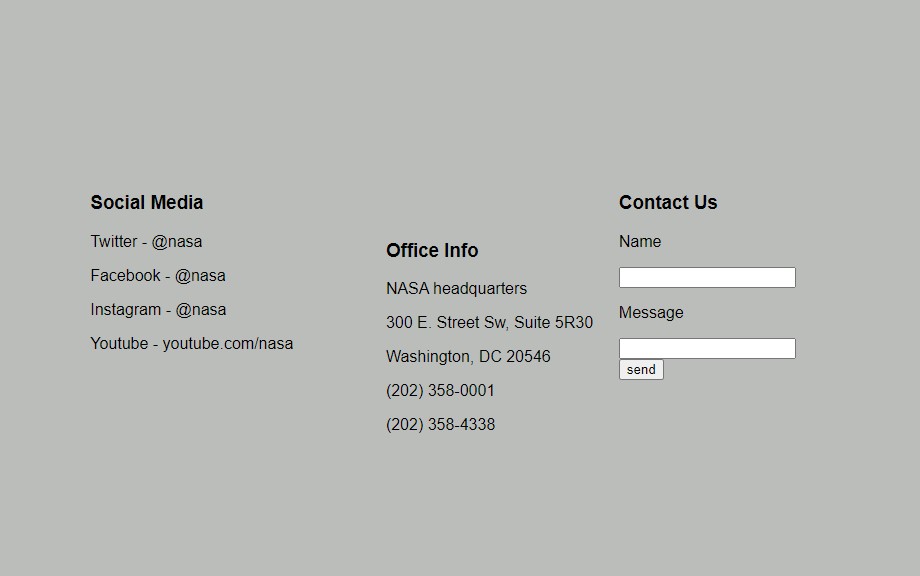 Social Media
Twitter - @nasa
Facebook - @nasa
Instagram - @nasa
Youtube - youtube.com/nasa
Office Info
NASA headquarters
300 E. Street Sw, Suite 5R30
Washington, DC 20546
(202) 358-0001
(202) 358-4338
Contact Us
Name
Message
send